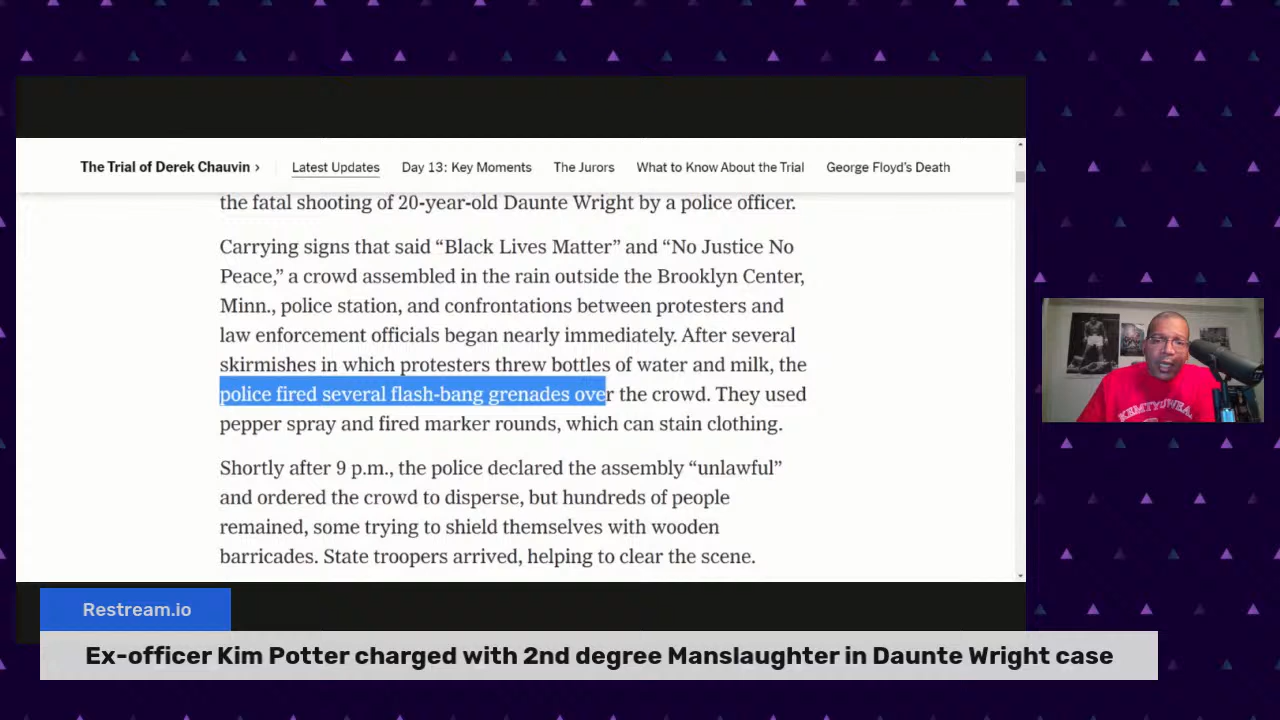 The Trial of Derek Chauvin › Latest Updates Day 13: Key Moments The Jurors What to Know About the Trial George Floyd’s Death
the fatal shooting of 20-year-old Daunte Wright by a police officer.
Carrying signs that said “Black Lives Matter” and “No Justice No
Peace,” a crowd assembled in the rain outside the Brooklyn Center,
Minn., police station, and confrontations between protesters and
law enforcement officials began nearly immediately. After several
skirmishes in which protesters threw bottles of water and milk, the
police fired several flash-bang grenades over the crowd. They used
pepper spray and fired marker rounds, which can stain clothing.
Shortly after 9 p.m., the police declared the assembly “unlawful”
and ordered the crowd to disperse, but hundreds of people
remained, some trying to shield themselves with wooden
barricades. State troopers arrived, helping to clear the scene.
Restream.io
Ex-officer Kim Potter charged with 2nd degree Manslaughter in Daunte Wright case